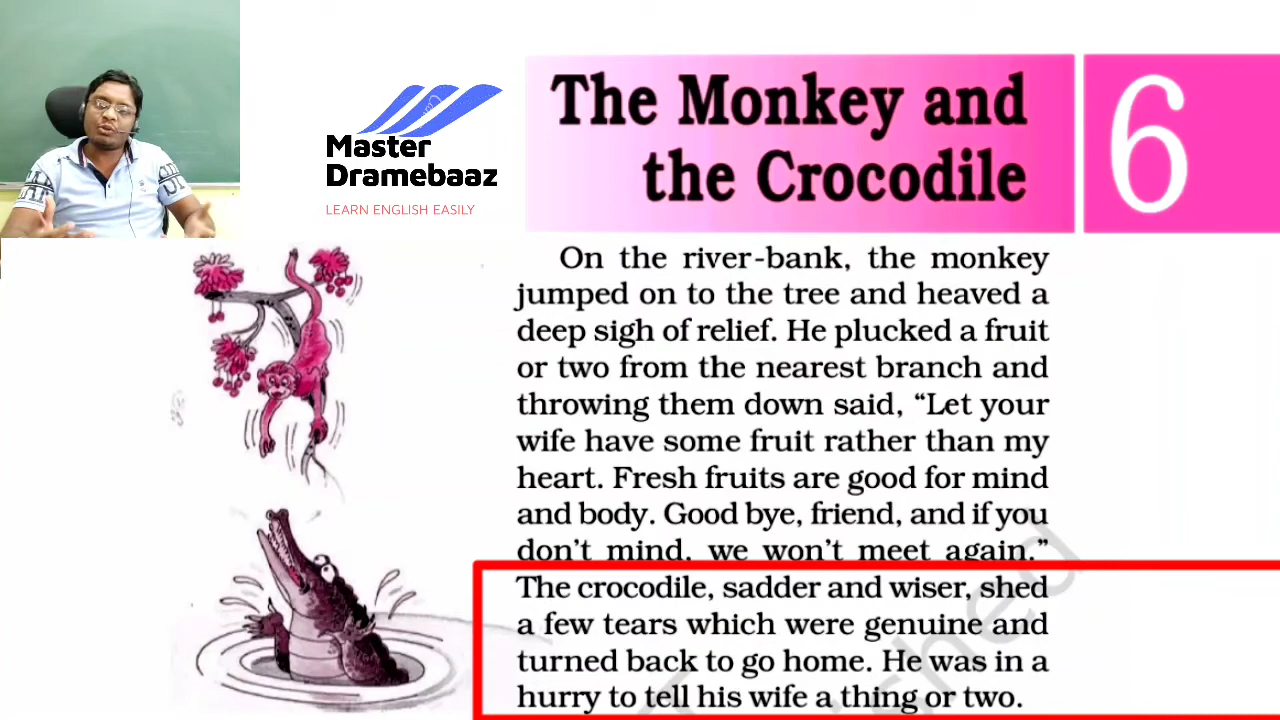 Master
Dramebaaz
LEARN ENGLISH EASILY
The Monkey and
the Crocodile
6
On the river-bank, the monkey
jumped on to the tree and heaved a
deep sigh of relief. He plucked a fruit
or two from the nearest branch and
throwing them down said, “Let your
wife have some fruit rather than my
heart. Fresh fruits are good for mind
and body. Good bye, friend, and if you
don’t mind, we won’t meet again.”
The crocodile, sadder and wiser, shed
a few tears which were genuine and
turned back to go home. He was in a
hurry to tell his wife a thing or two.